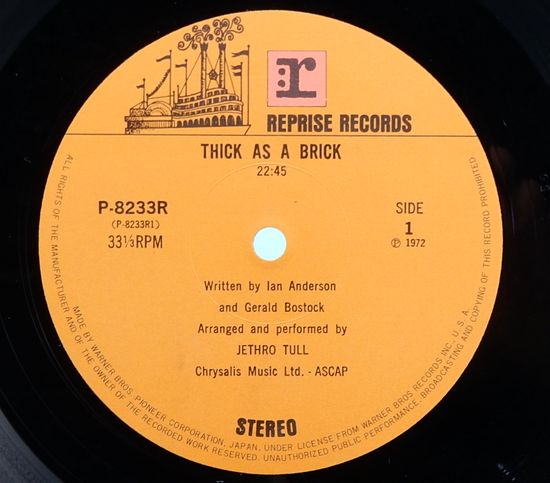 r
REPRISE RECORDS
THICK AS A BRICK
22:45
P-8233R
(P-8233R1)
33⅓RPM
SIDE
1
Ⓟ 1972
Written by Ian Anderson
and Gerald Bostock
Arranged and performed by
JETHRO TULL
Chrysalis Music Ltd. - ASCAP
STEREO
MADE BY WARNER BROS. PIONEER CORPORATION, JAPAN, UNDER LICENSE FROM WARNER BROS RECORDS INC., U.S.A.
ALL RIGHTS OF THE MANUFACTURER AND OF THE OWNER OF THE RECORDED WORK RESERVED. UNAUTHORIZED PUBLIC PERFORMANCE, BROADCASTING AND COPYING OF THIS RECORD PROHIBITED